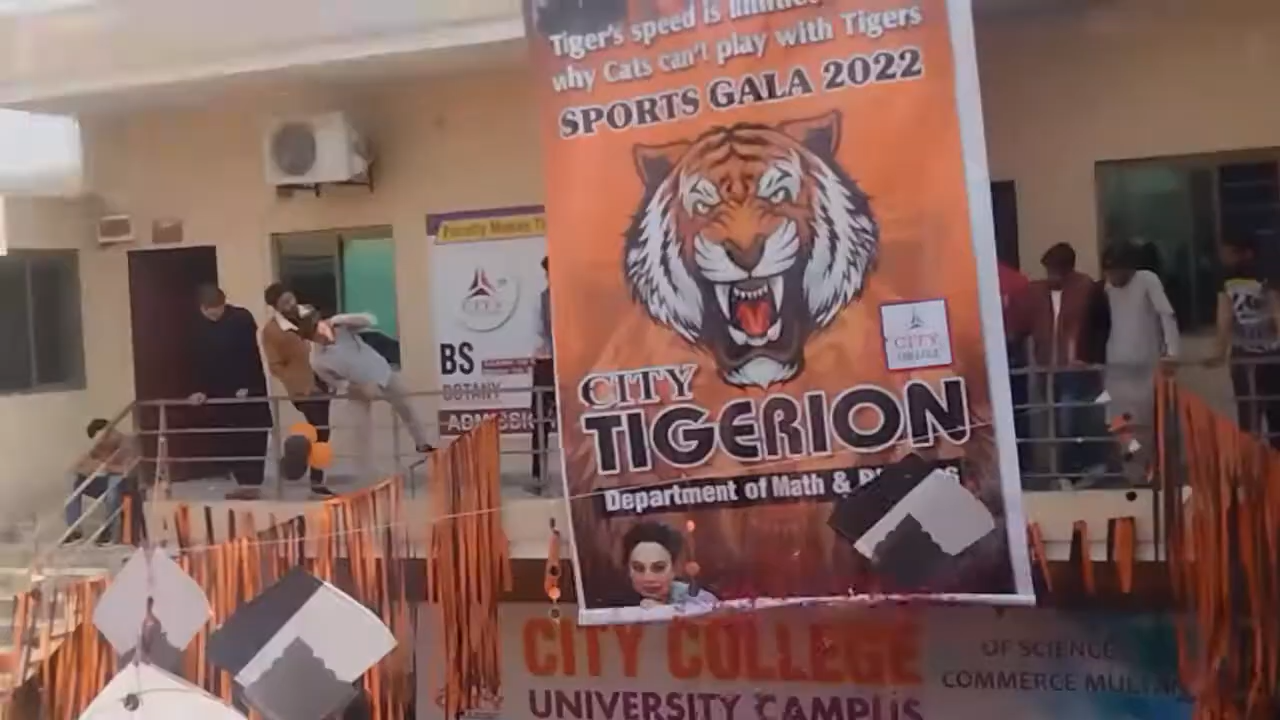 Tiger's speed is
why Cats can't play with Tigers
SPORTS GALA 2022
CITY
COLLEGE
CITY
TIGERION
Department of Math &
CITY
BS
BOTANY
CITY COLLEGE
UNIVERSITY CAMPUS
OF SCIENCE
COMMERCE